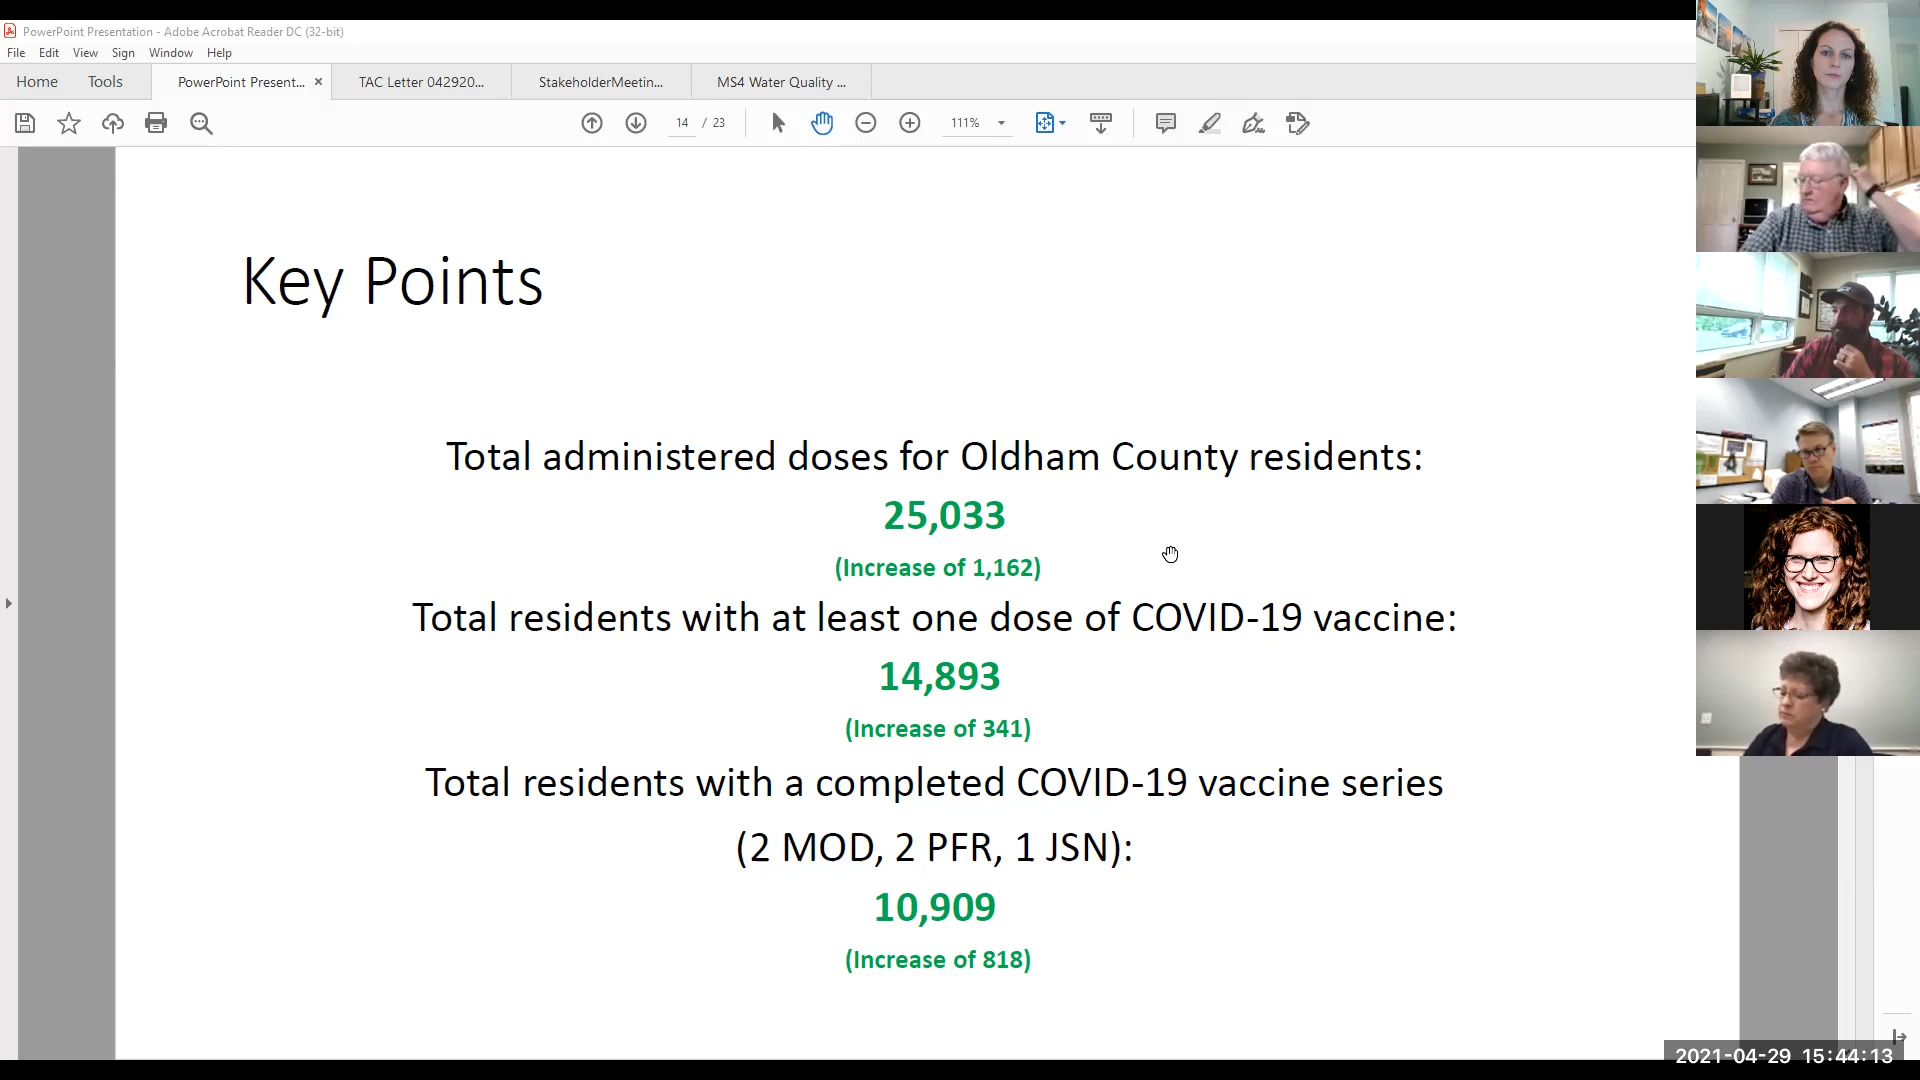 PowerPoint Presentation - Adobe Acrobat Reader DC (32-bit)
File Edit View Sign Window Help
Home Tools PowerPoint Present... × TAC Letter 042920... StakeholderMeetin... MS4 Water Quality ...
14 / 23 111%
Key Points
Total administered doses for Oldham County residents:
25,033
(Increase of 1,162)
Total residents with at least one dose of COVID-19 vaccine:
14,893
(Increase of 341)
Total residents with a completed COVID-19 vaccine series
(2 MOD, 2 PFR, 1 JSN):
10,909
(Increase of 818)
2021-04-29 15:44:13